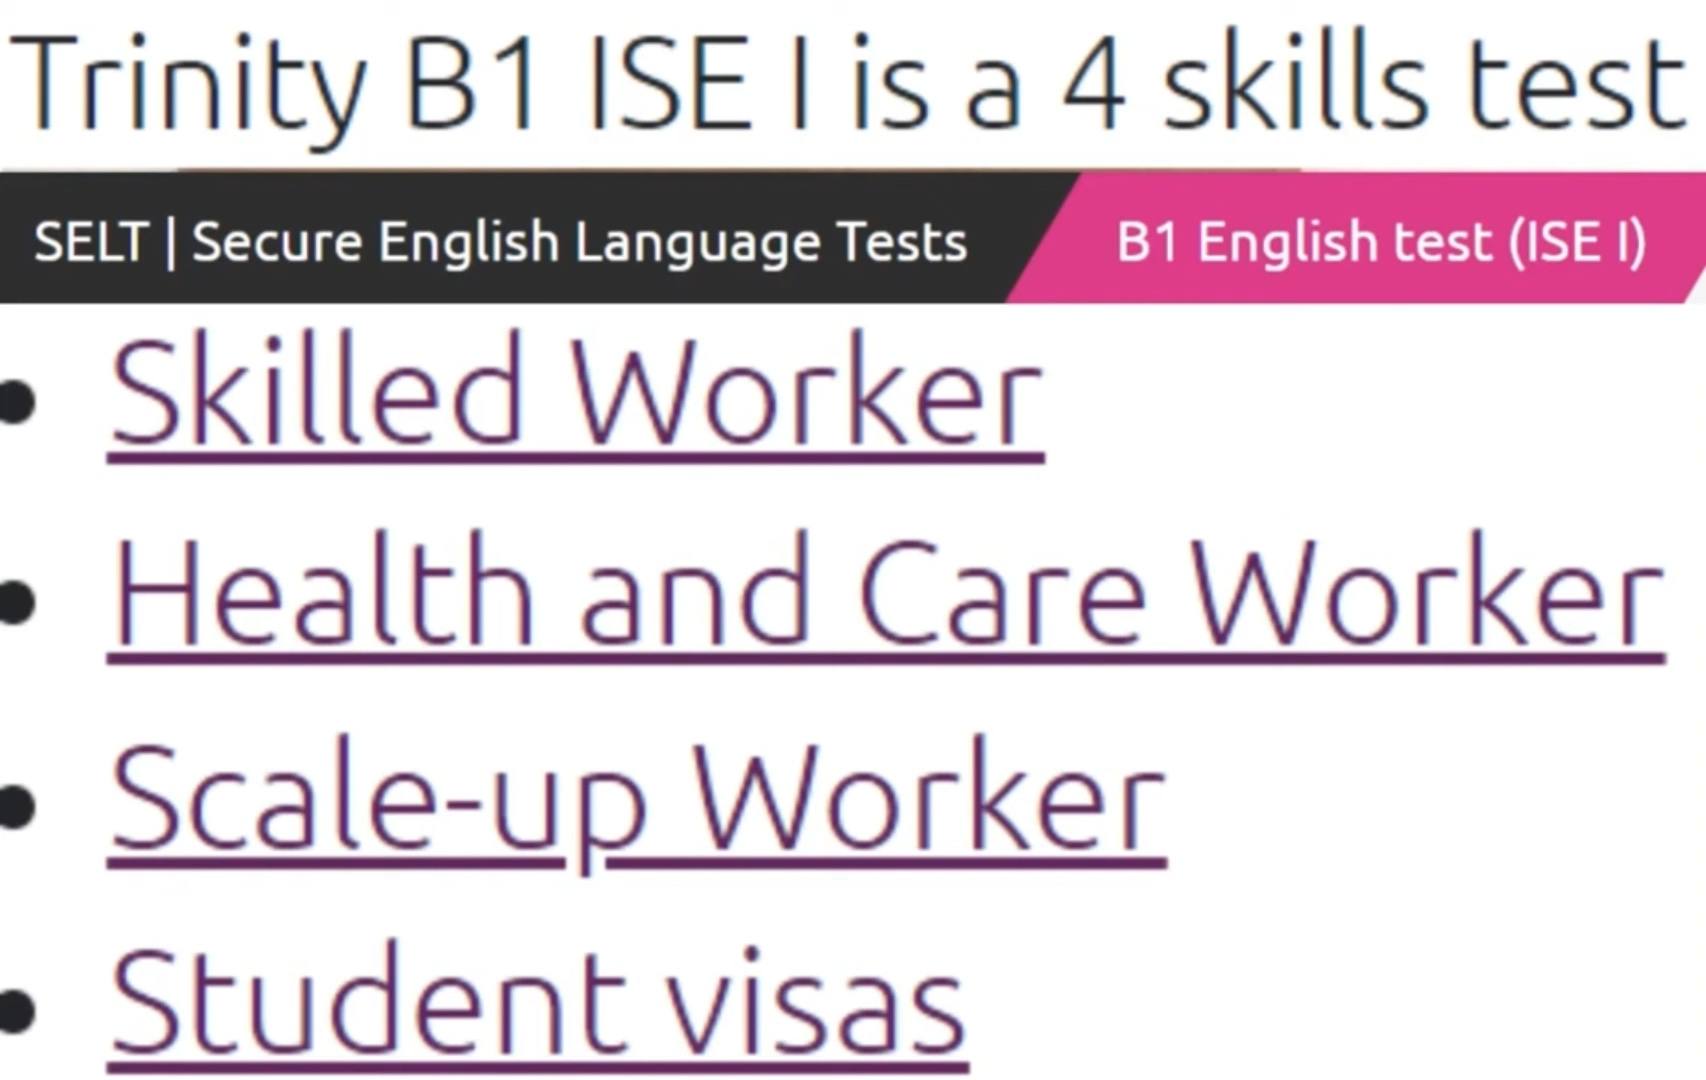 Trinity B1 ISE I is a 4 skills test
SELT | Secure English Language Tests B1 English test (ISE I)
• Skilled Worker
• Health and Care Worker
• Scale-up Worker
• Student visas